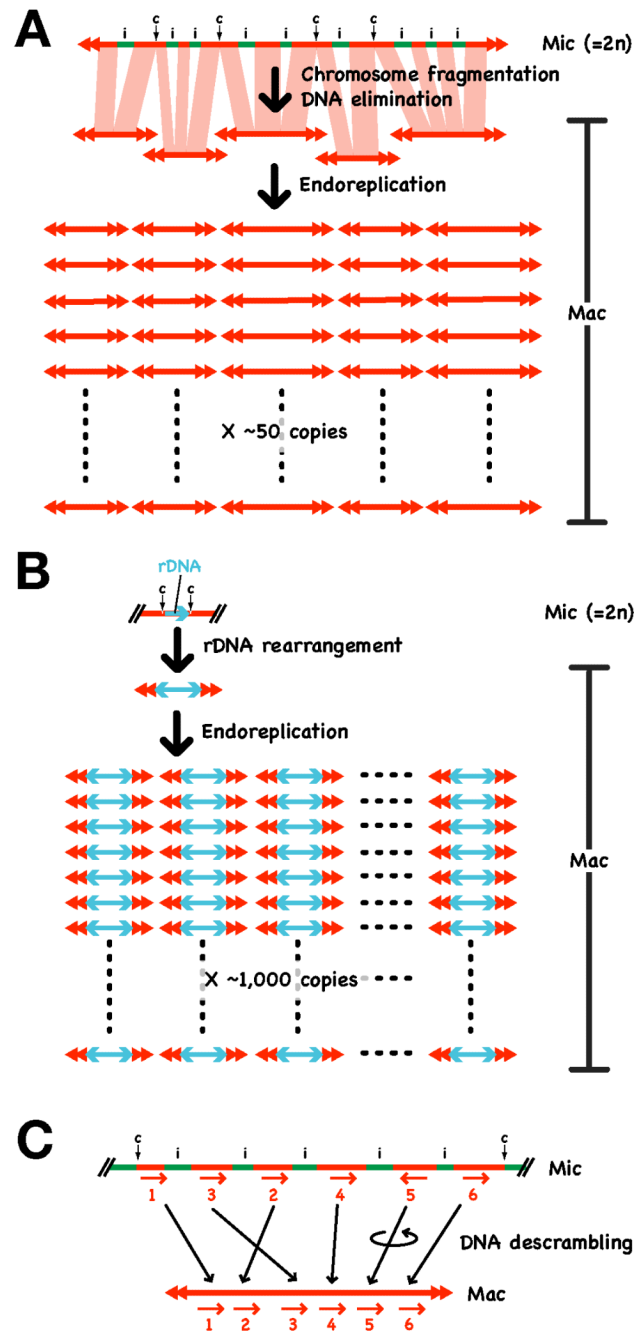 A
i c i i c i i c i c i i i
Mic (=2n)
Chromosome fragmentation
DNA elimination
Endoreplication
Mac
X ~50 copies
B
rDNA
c c
Mic (=2n)
rDNA rearrangement
Endoreplication
Mac
X ~1,000 copies
C
c i i i i i c
Mic
1 3 2 4 5 6
DNA descrambling
Mac
1 2 3 4 5 6